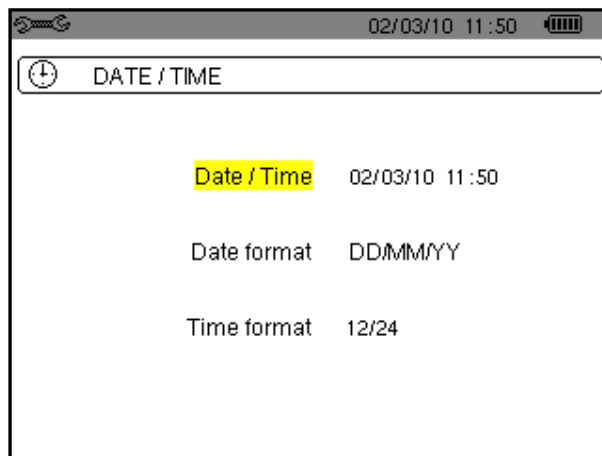 02/03/10 11:50
DATE / TIME
Date / Time 02/03/10 11:50
Date format DD/MM/YY
Time format 12/24